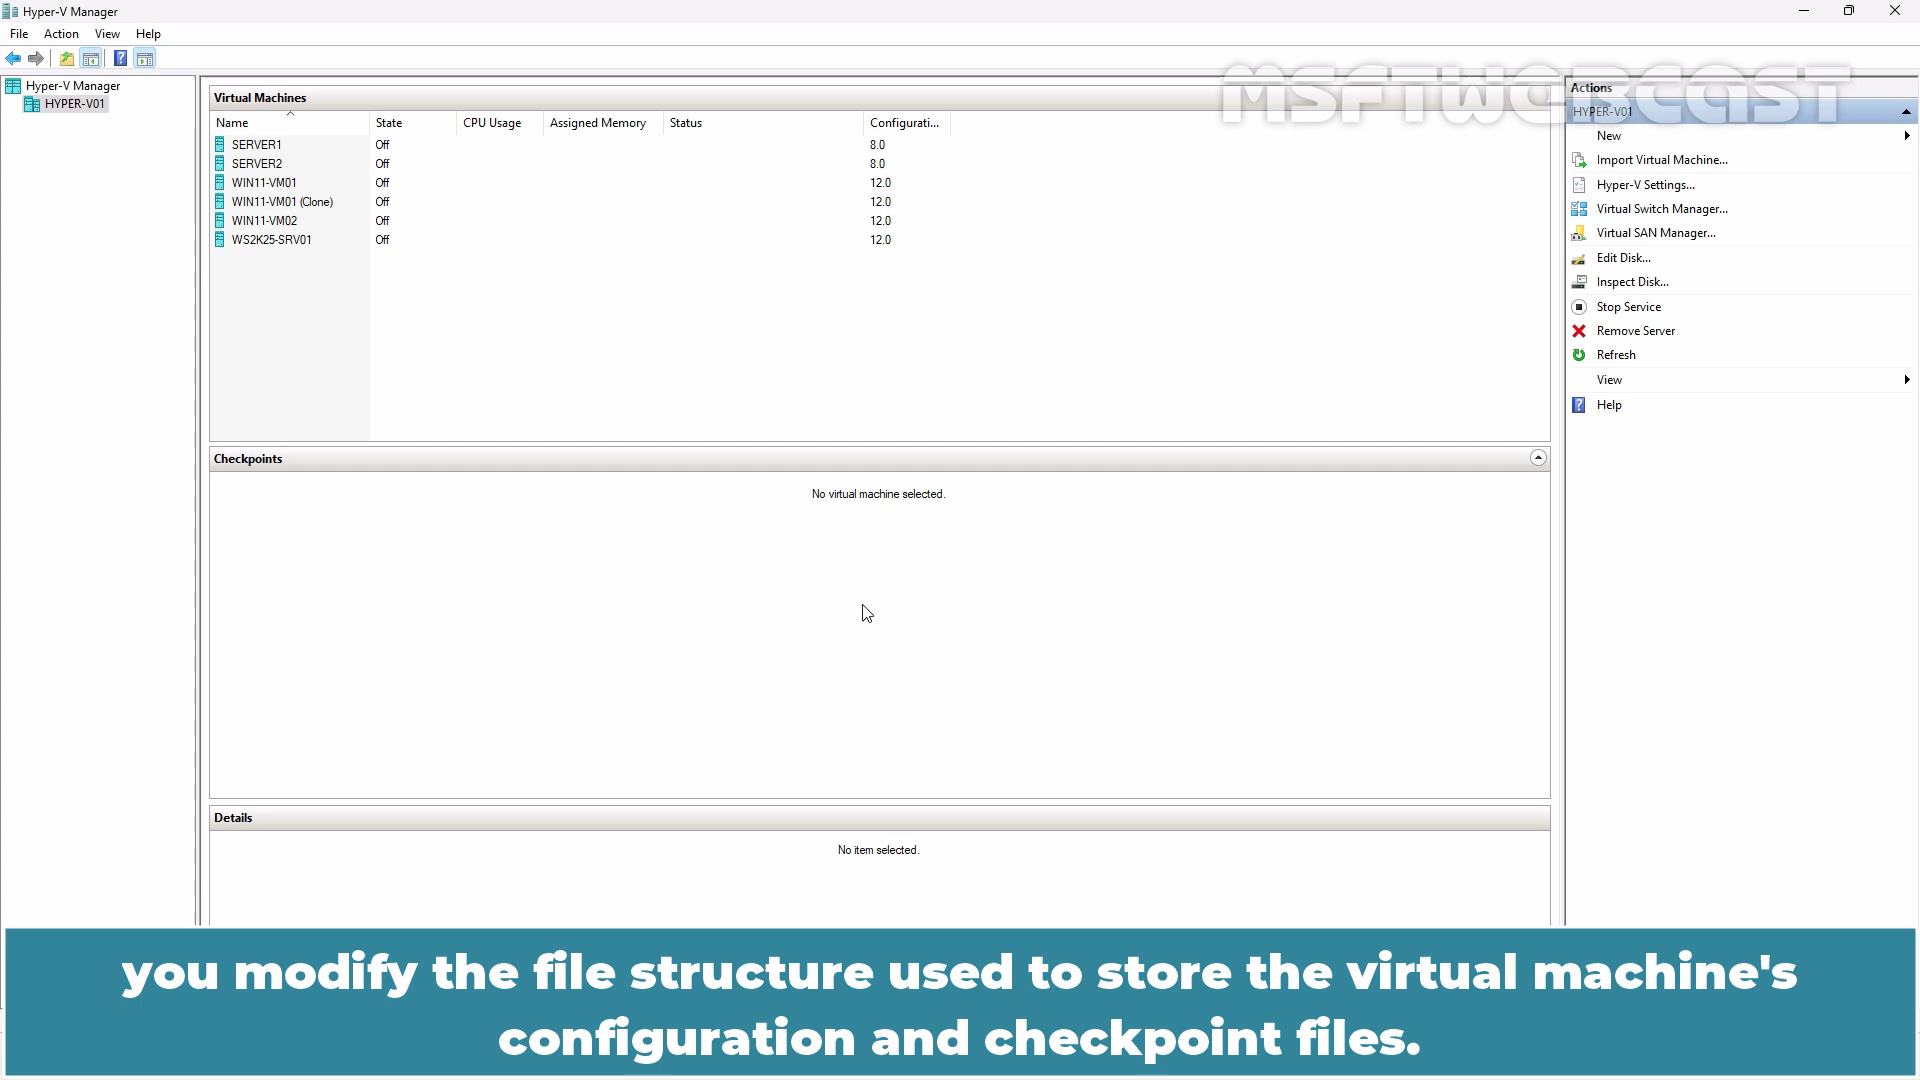 Hyper-V Manager
File Action View Help
Hyper-V Manager
HYPER-V01
Virtual Machines
Name State CPU Usage Assigned Memory Status Configurati...
SERVER1 Off 8.0
SERVER2 Off 8.0
WIN11-VM01 Off 12.0
WIN11-VM01 (Clone) Off 12.0
WIN11-VM02 Off 12.0
WS2K25-SRV01 Off 12.0
Checkpoints
No virtual machine selected.
Details
No item selected.
MSFTWEBCAST
Actions
HYPER-V01
New
Import Virtual Machine...
Hyper-V Settings...
Virtual Switch Manager...
Virtual SAN Manager...
Edit Disk...
Inspect Disk...
Stop Service
Remove Server
Refresh
View
Help
you modify the file structure used to store the virtual machine's
configuration and checkpoint files.